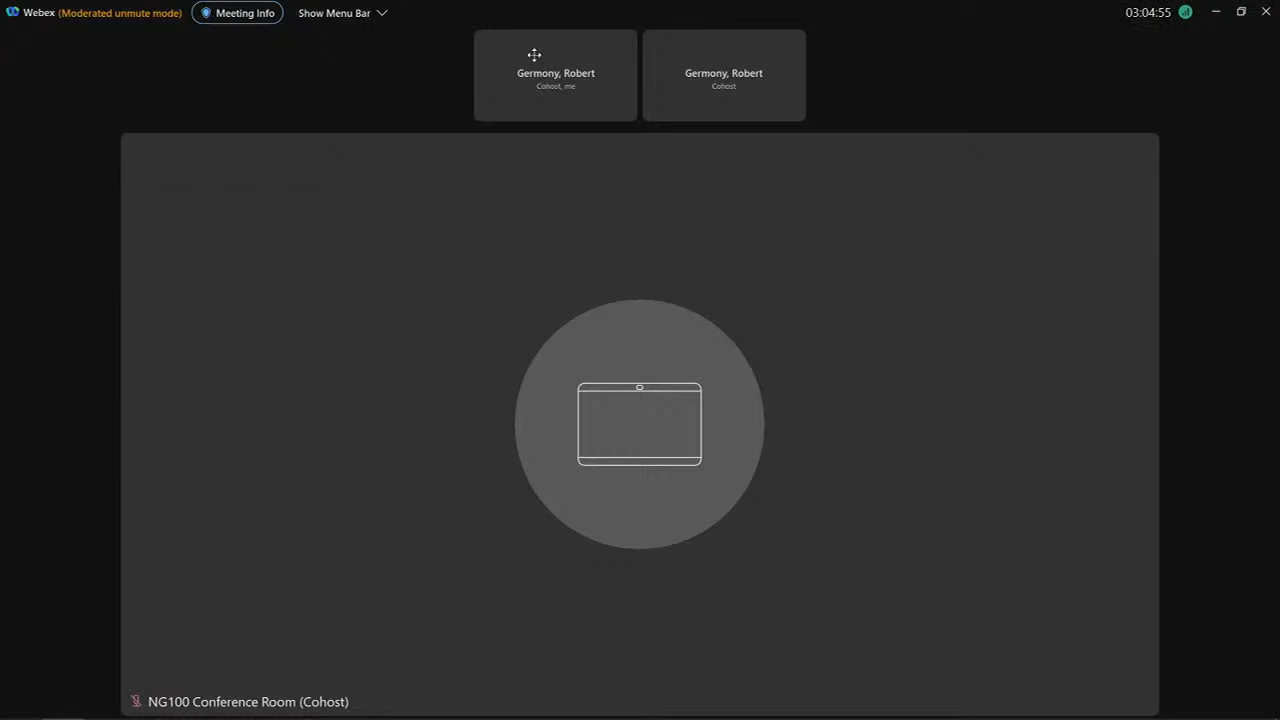 Webex (Moderated unmute mode) Meeting Info Show Menu Bar 03:04:55
Germony, Robert Germony, Robert
Cohost, me Cohost
NG100 Conference Room (Cohost)